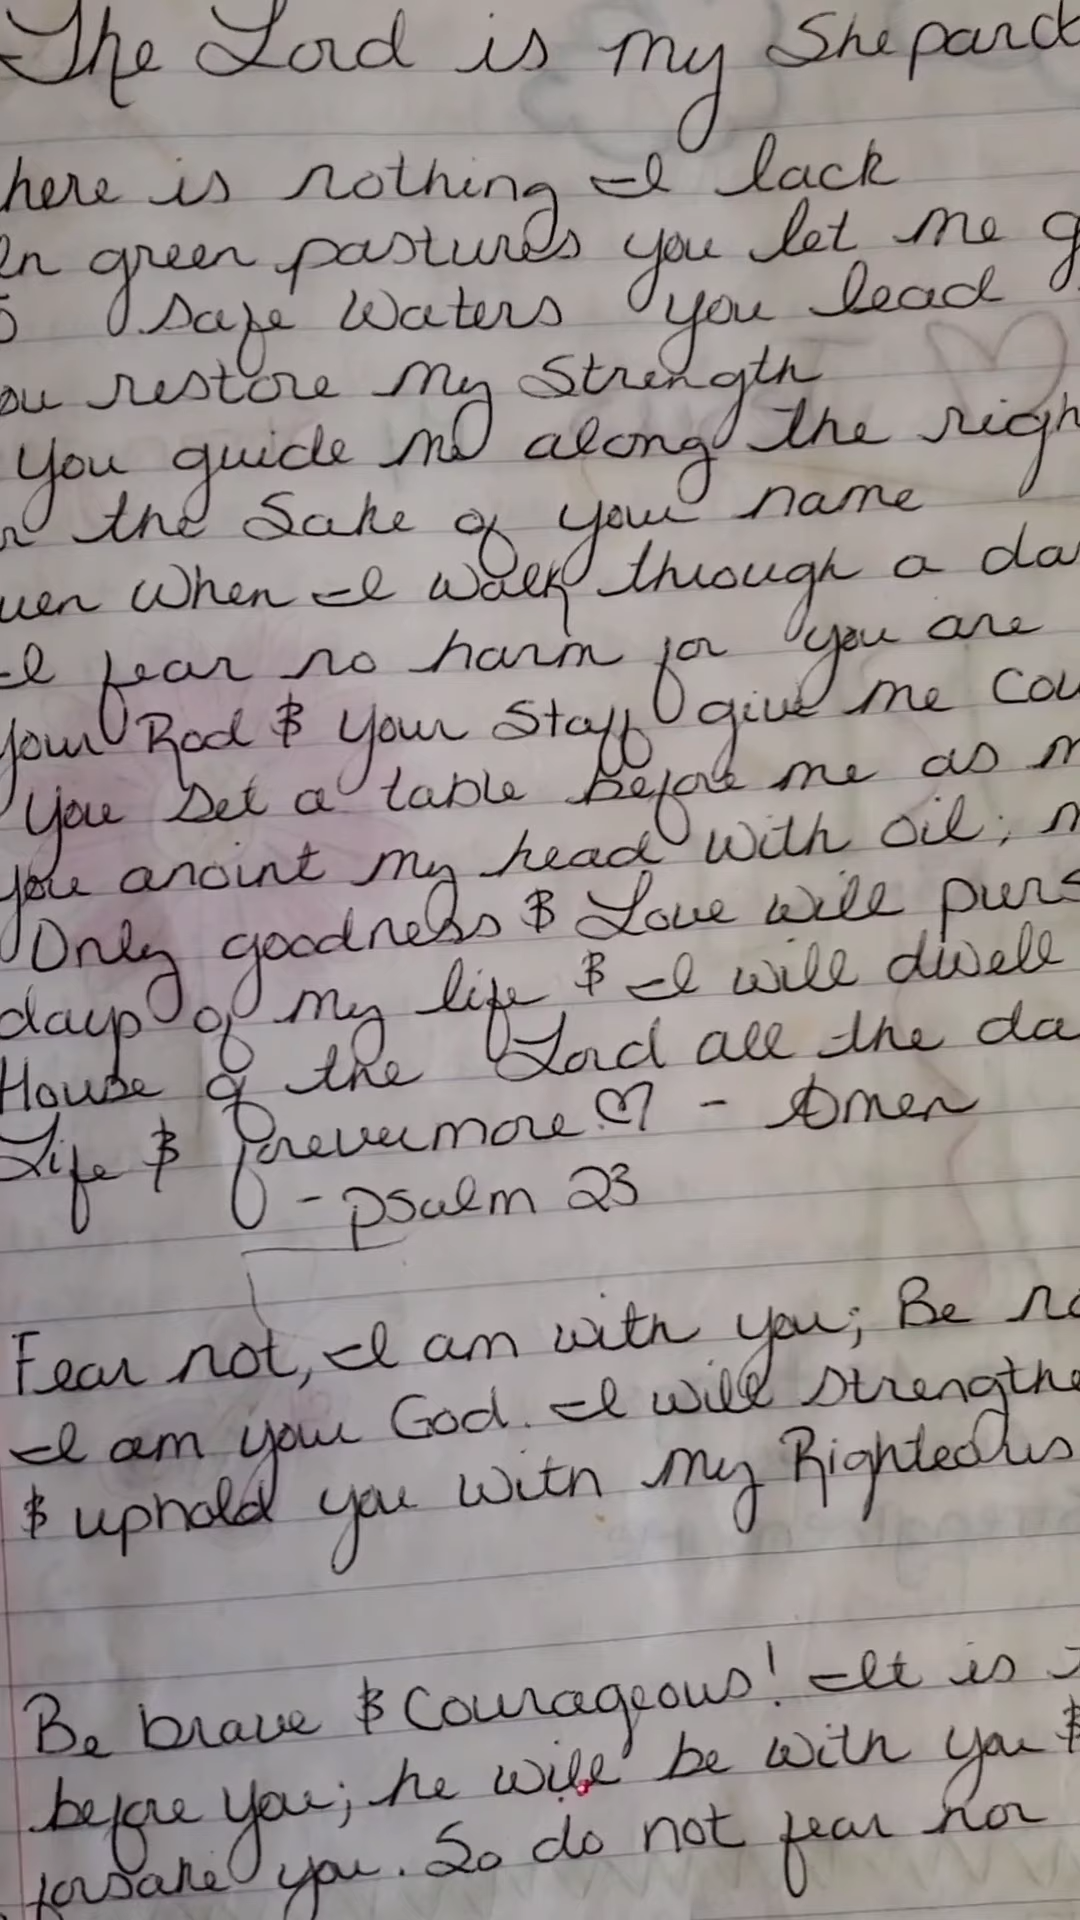 The Lord is my Shepard
here is nothing I lack
In green pastures you let me g
o safe waters you lead
ou restore my Strength
You guide me along the righ
r the Sake of your name
ven when I walk through a da
I fear no harm for you are
Your Rod & your Staff give me cou
You set a table before me as m
you anoint my head with oil; m
Only goodness & Love will purs
days of my life & I will dwell
House of the Lord all the da
Life & forevermore ♡ - Amen
- psalm 23
Fear not, I am with you; Be no
I am your God. I will strengthe
& uphold you with my Righteous
Be brave & Courageous! It is
before you; he will be with you &
forsake you. So do not fear nor